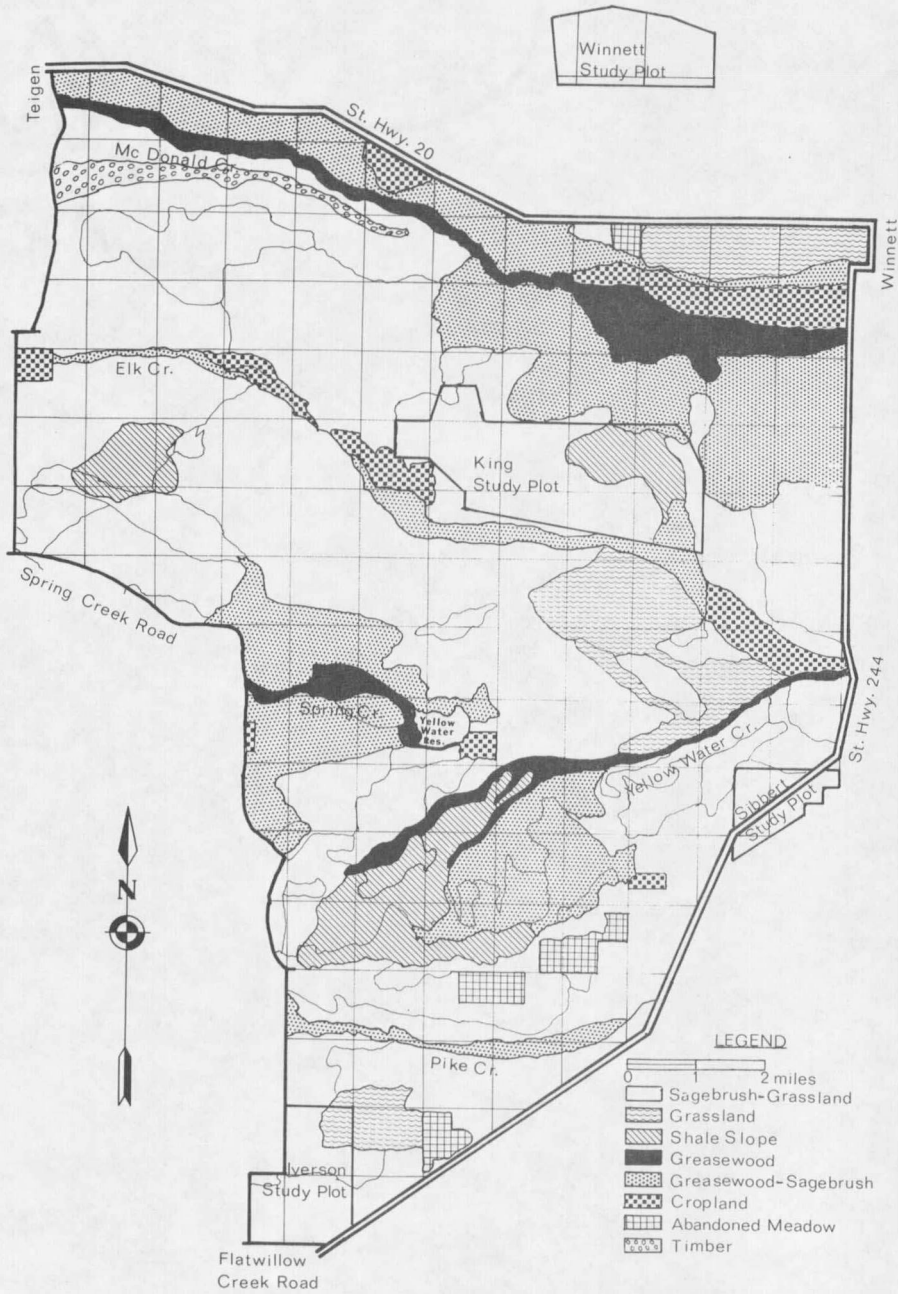 Winnett
Study Plot
Teigen
St. Hwy. 20
Mc Donald Cr.
Winnett
Elk Cr.
King
Study Plot
Spring Creek Road
Spring Cr.
Yellow
Water
Res.
Yellow Water Cr.
St. Hwy. 244
Sibbert
Study Plot
N
Pike Cr.
LEGEND
0 1 2 miles
Sagebrush-Grassland
Grassland
Shale Slope
Greasewood
Greasewood-Sagebrush
Cropland
Abandoned Meadow
Timber
Iverson
Study Plot
Flatwillow
Creek Road